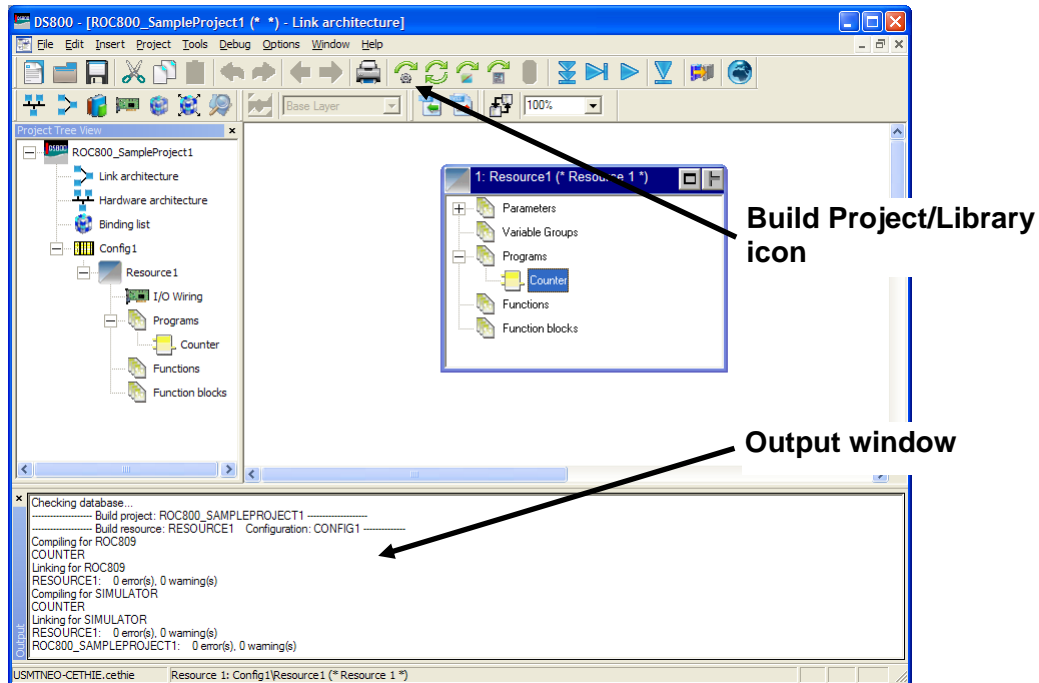 DS800 - [ROC800_SampleProject1 (* *) - Link architecture]
File Edit Insert Project Tools Debug Options Window Help
Base Layer
100%
Project Tree View
DS800
ROC800_SampleProject1
Link architecture
Hardware architecture
Binding list
Config1
Resource1
I/O Wiring
Programs
Counter
Functions
Function blocks
1: Resource1 (* Resource 1 *)
Parameters
Variable Groups
Programs
Counter
Functions
Function blocks
Build Project/Library
icon
Output window
Checking database...
------------------- Build project: ROC800_SAMPLEPROJECT1 -------------------
------------------- Build resource: RESOURCE1 Configuration: CONFIG1 -------------
Compiling for ROC809
COUNTER
Linking for ROC809
RESOURCE1: 0 error(s), 0 warning(s)
Compiling for SIMULATOR
COUNTER
Linking for SIMULATOR
RESOURCE1: 0 error(s), 0 warning(s)
ROC800_SAMPLEPROJECT1: 0 error(s), 0 warning(s)
Output
USMTNEO-CETHIE.cethie
Resource 1: Config1\Resource1 (* Resource 1 *)